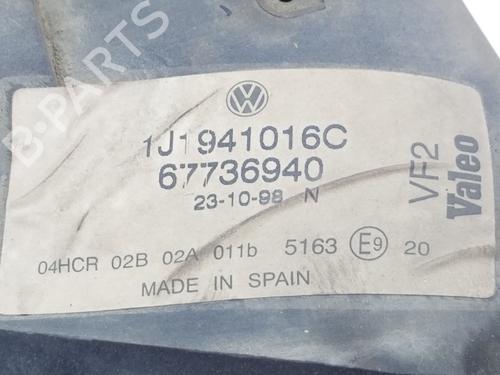 B-PARTS
1J1941016C
67736940
23-10-98 N
VF2
Valeo
04HCR 02B 02A 011b 5163 E9 20
MADE IN SPAIN